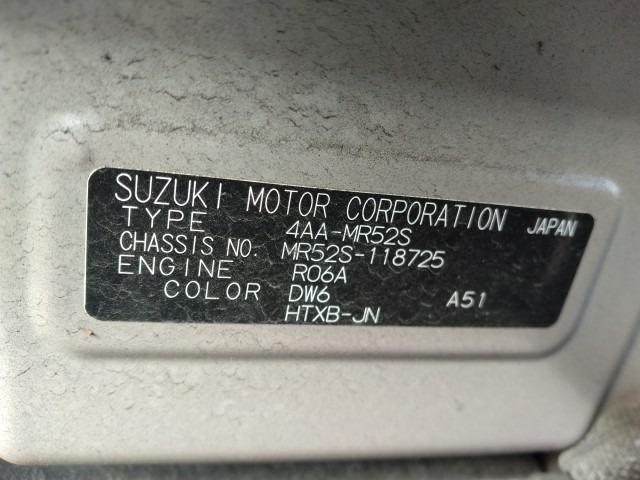 SUZUKI MOTOR CORPORATION JAPAN
TYPE 4AA-MR52S
CHASSIS NO. MR52S-118725
ENGINE R06A
COLOR DW6 A51
HTXB-JN